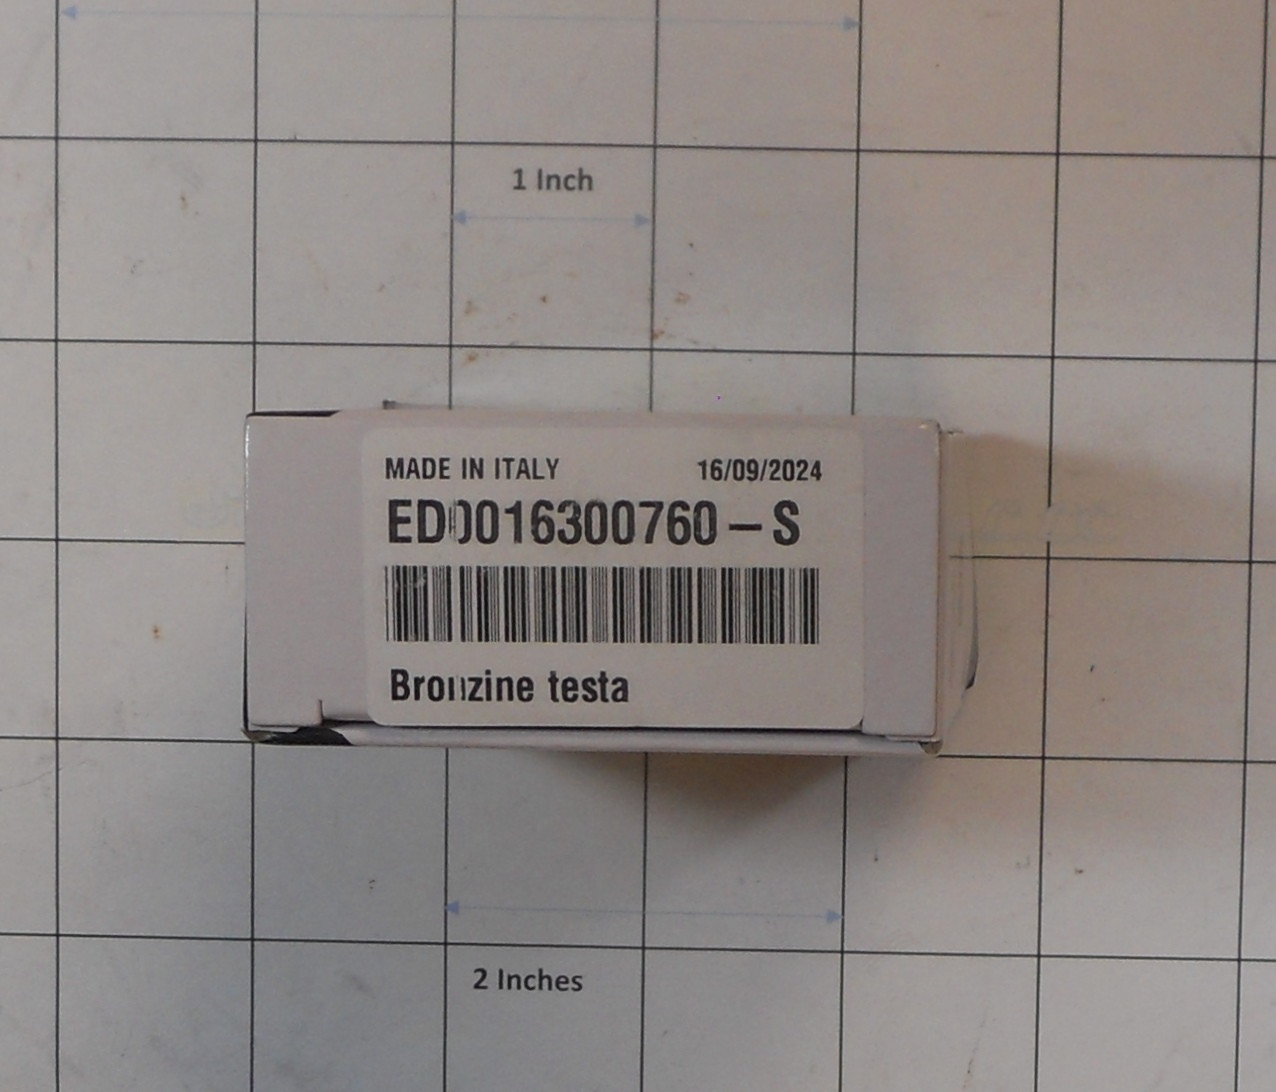 1 Inch
MADE IN ITALY 16/09/2024
ED0016300760-S
Bronzine testa
2 Inches